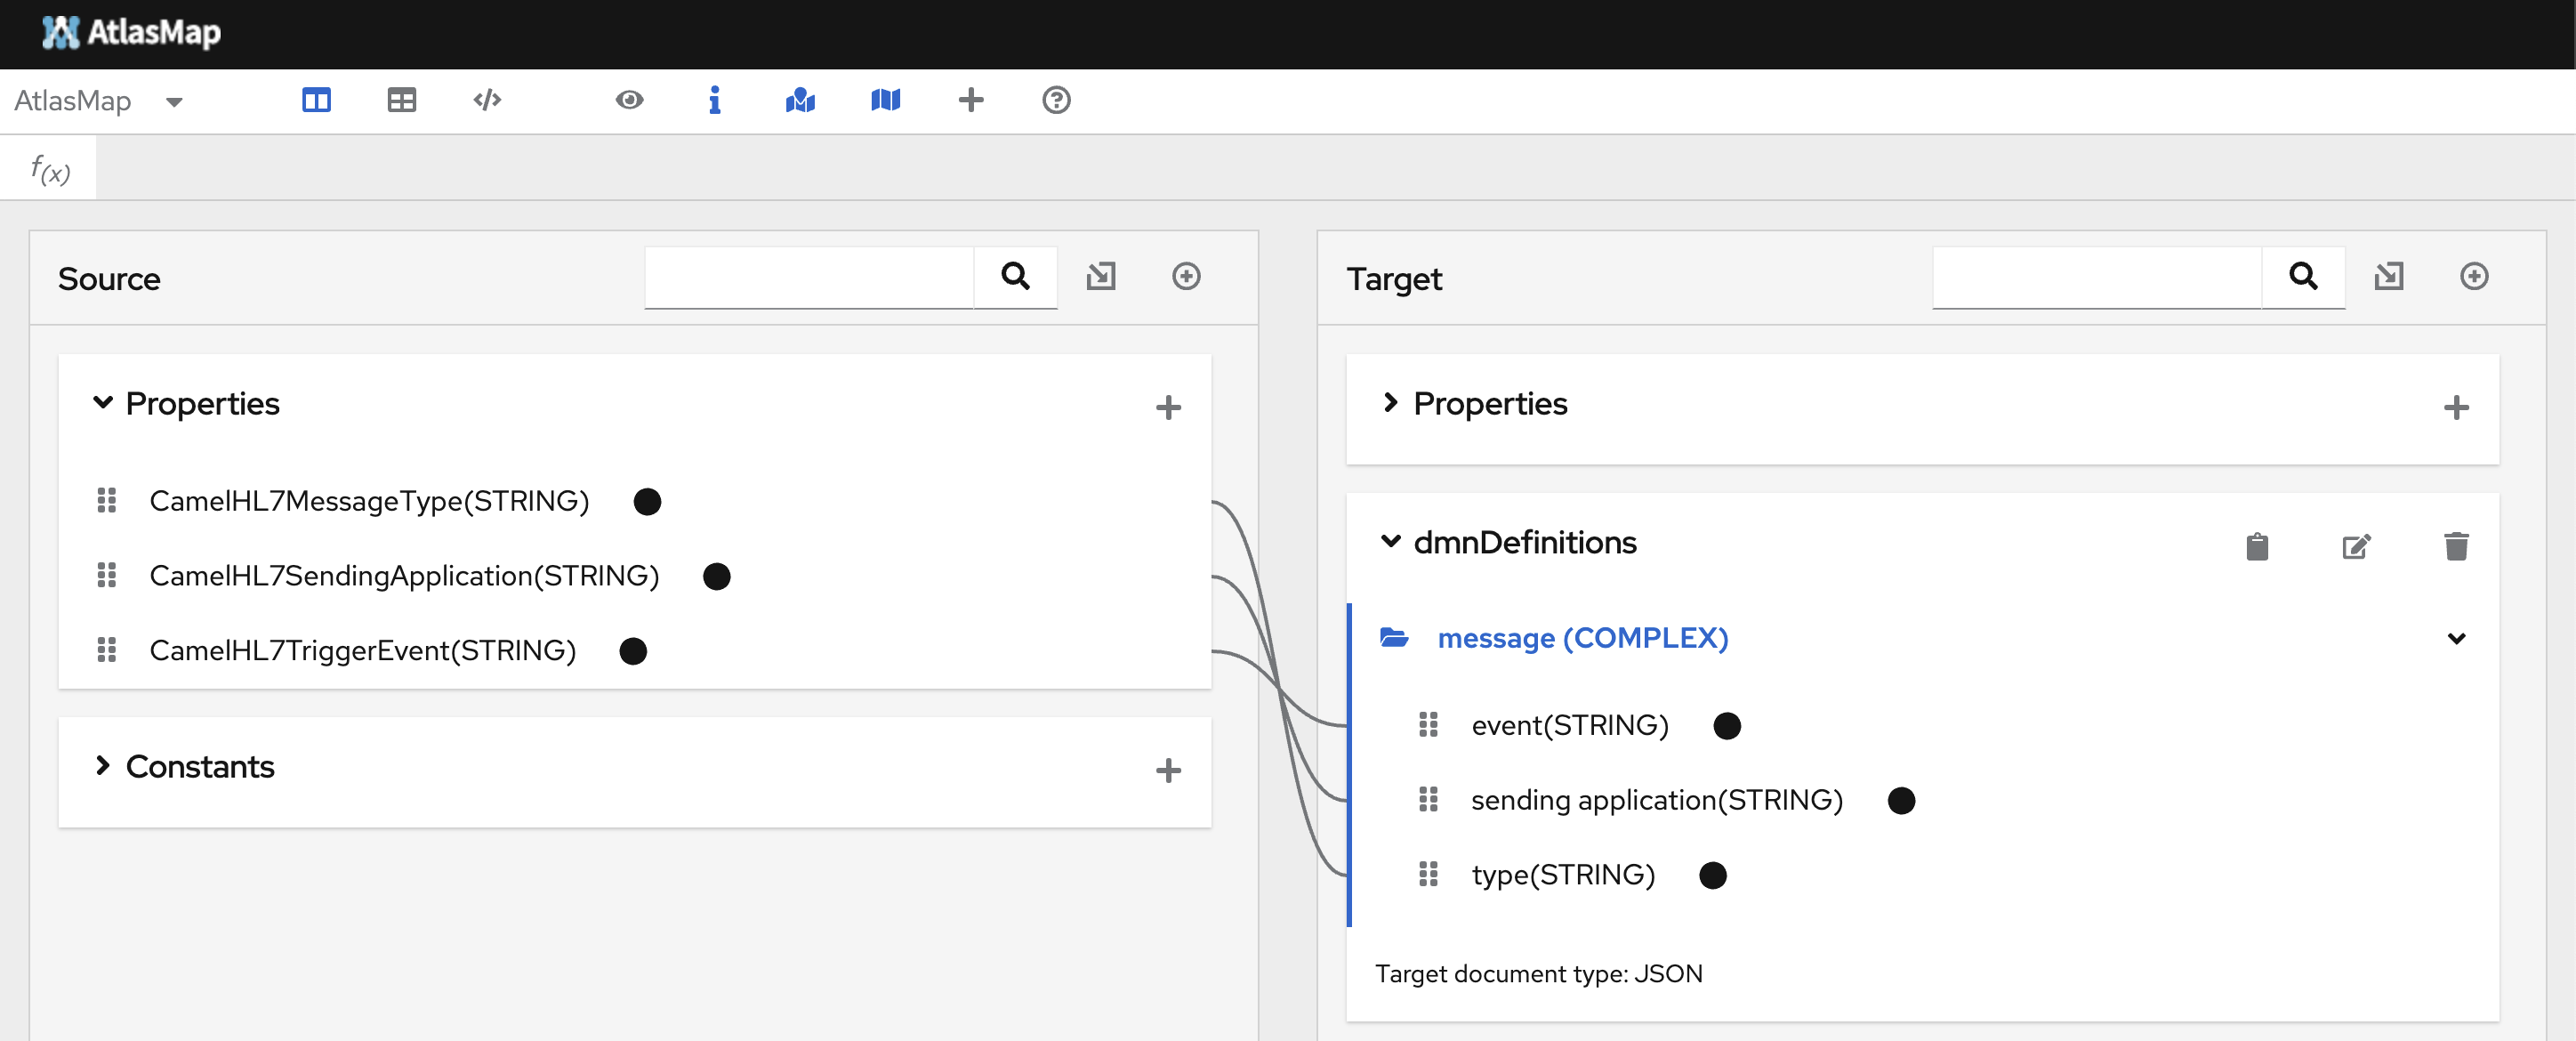 AtlasMap
AtlasMap
f(x)
Source
Target
Properties
CamelHL7MessageType(STRING)
CamelHL7SendingApplication(STRING)
CamelHL7TriggerEvent(STRING)
Constants
Properties
dmnDefinitions
message (COMPLEX)
event(STRING)
sending application(STRING)
type(STRING)
Target document type: JSON